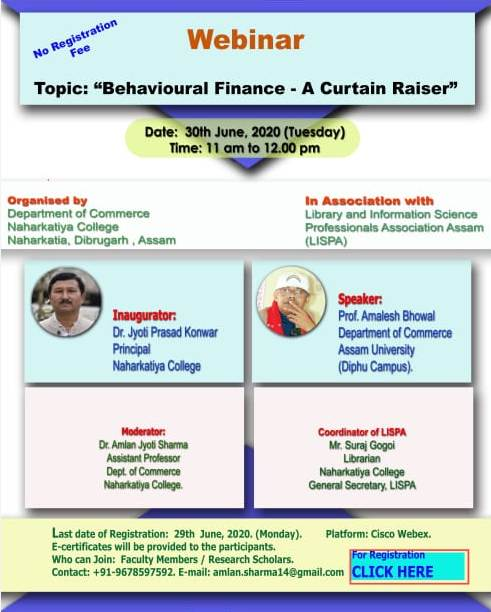 No Registration
Fee
Webinar
Topic: “Behavioural Finance - A Curtain Raiser”
Date: 30th June, 2020 (Tuesday)
Time: 11 am to 12.00 pm
Organised by
Department of Commerce
Naharkatiya College
Naharkatia, Dibrugarh , Assam
In Association with
Library and Information Science
Professionals Association Assam
(LISPA)
Inaugurator:
Dr. Jyoti Prasad Konwar
Principal
Naharkatiya College
Speaker:
Prof. Amalesh Bhowal
Department of Commerce
Assam University
(Diphu Campus).
Moderator:
Dr. Amlan Jyoti Sharma
Assistant Professor
Dept. of Commerce
Naharkatiya College.
Coordinator of LISPA
Mr. Suraj Gogoi
Librarian
Naharkatiya College
General Secretary, LISPA
Last date of Registration: 29th June, 2020. (Monday). Platform: Cisco Webex.
E-certificates will be provided to the participants.
Who can Join: Faculty Members / Research Scholars.
Contact: +91-9678597592. E-mail: amlan.sharma14@gmail.com
For Registration
CLICK HERE